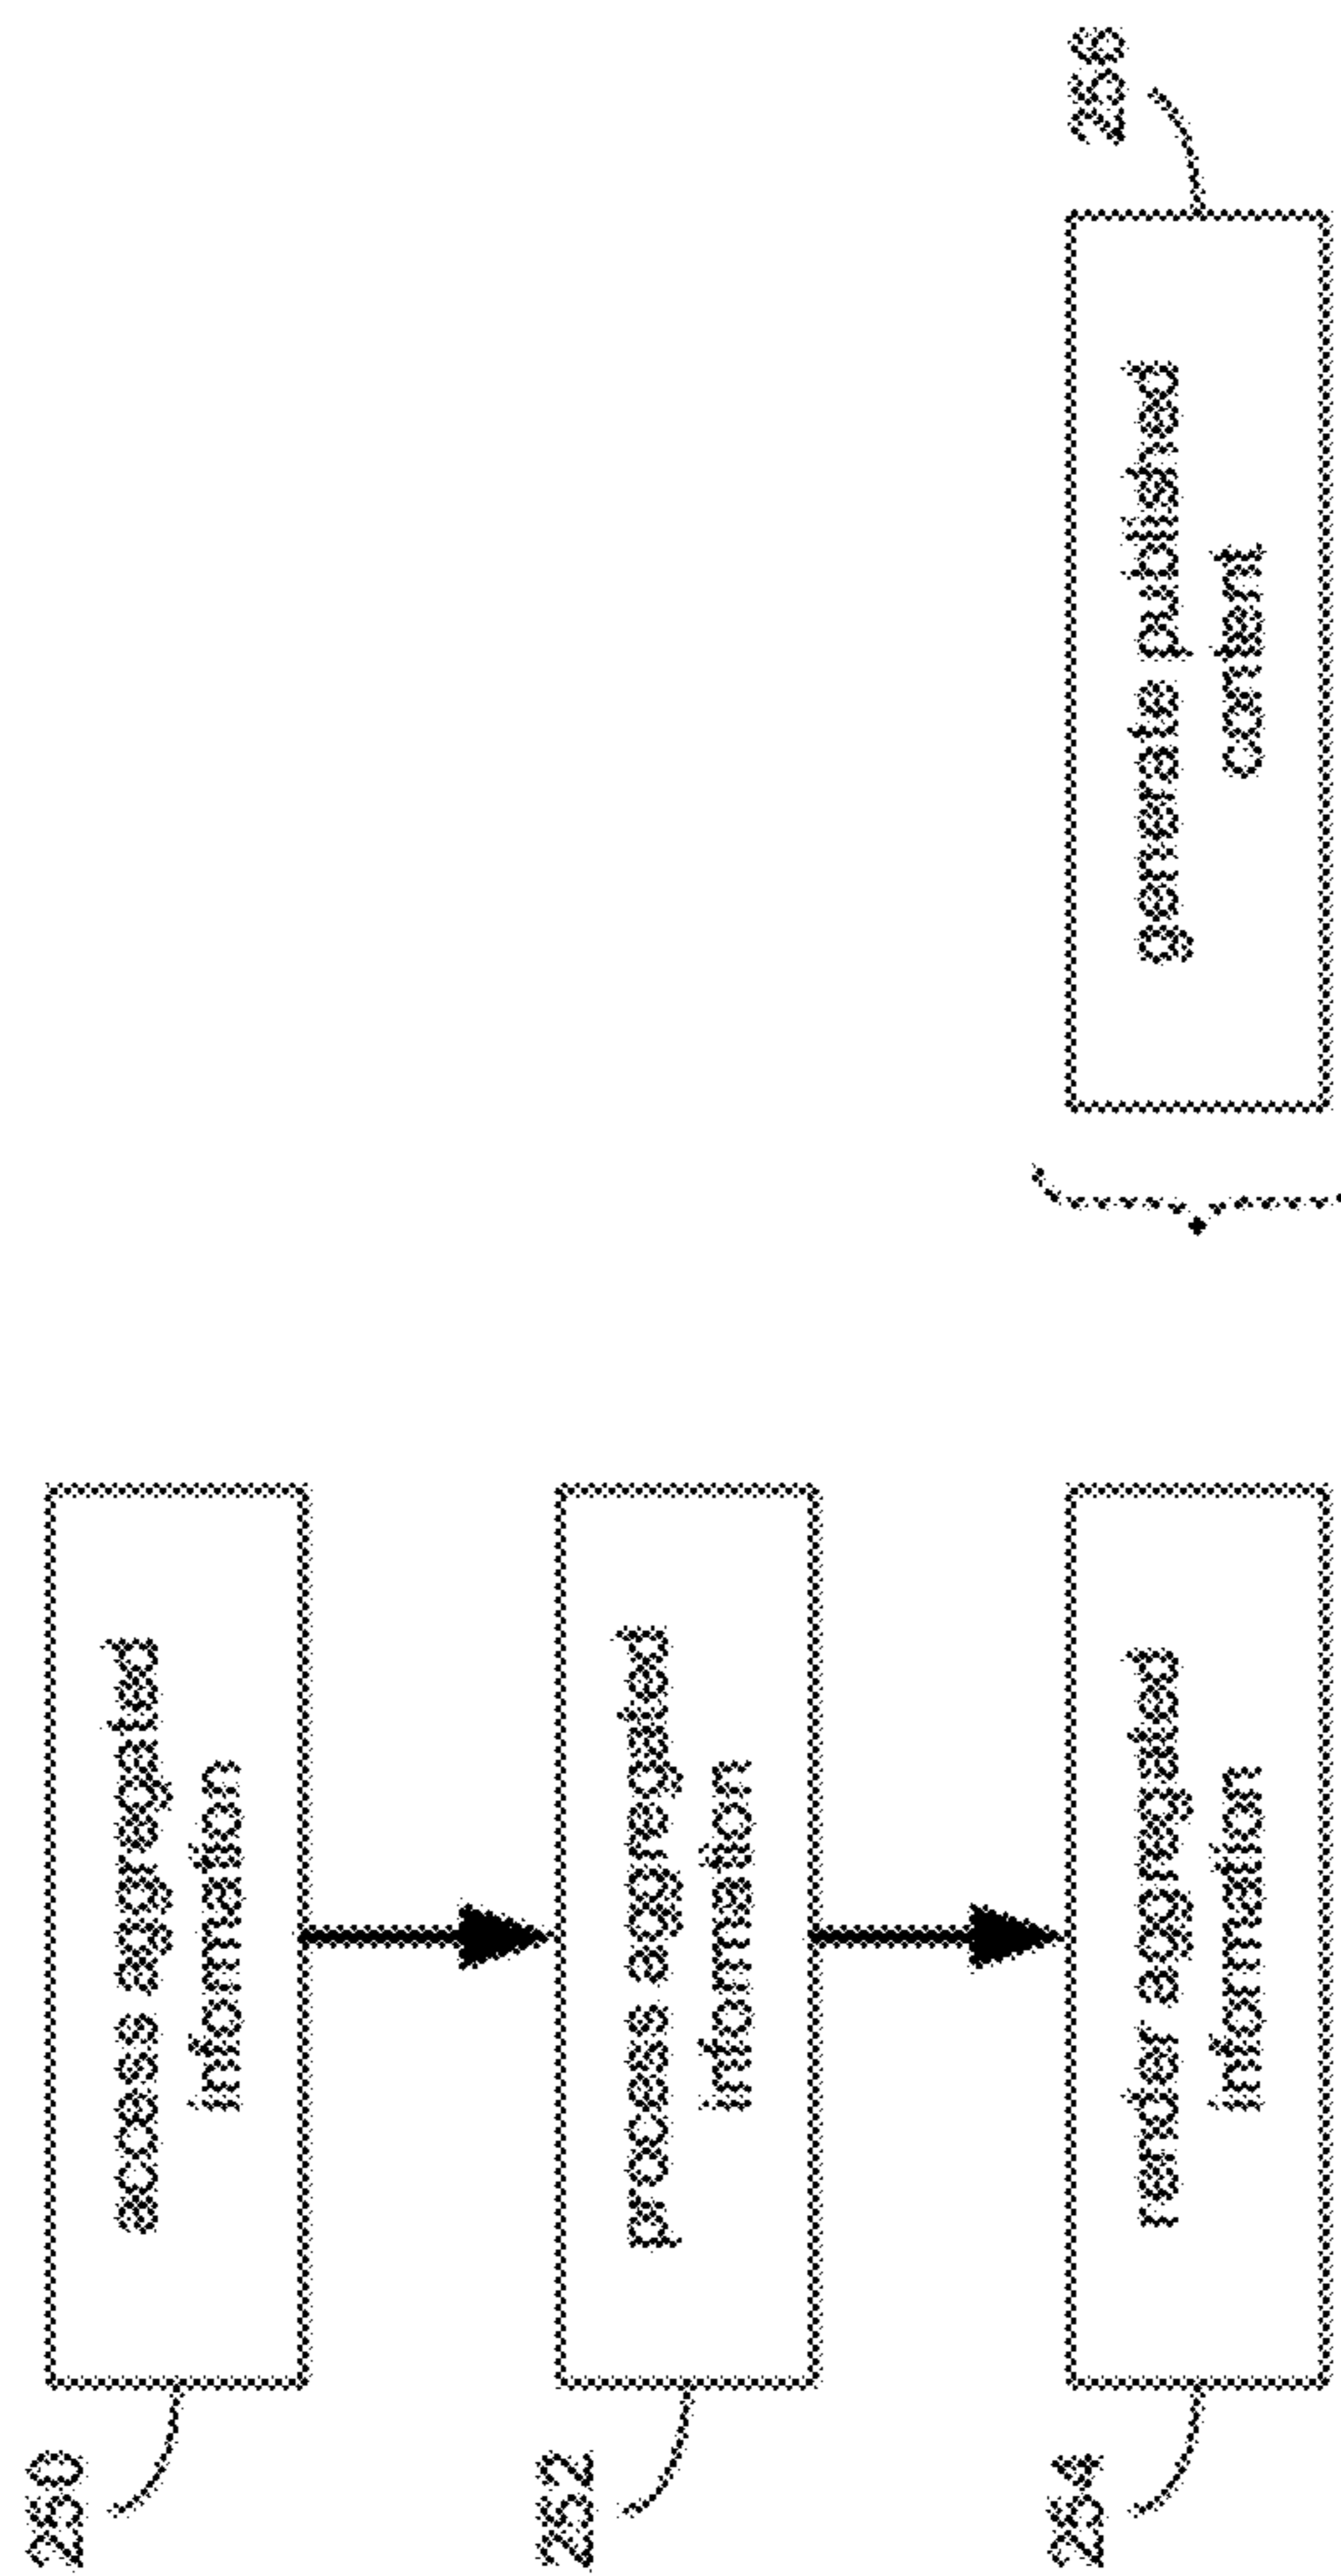 250
access aggregated
information
252
process aggregated
information
254
render aggregated
information
256
generate published
content